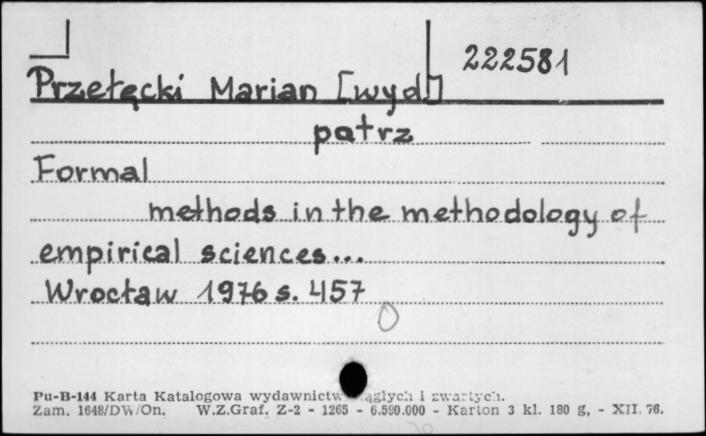 222581
Przełęcki Marian [wyd]
patrz
Formal
methods in the methodology of
empirical sciences...
Wrocław 1976 s. 457
Pu-B-144 Karta Katalogowa wydawnictw i zwartych.
Zam. 1648/DW/On. W.Z.Graf. Z-2 - 1265 - 6.590.000 - Karton 3 kl. 180 g, - XII. 76.